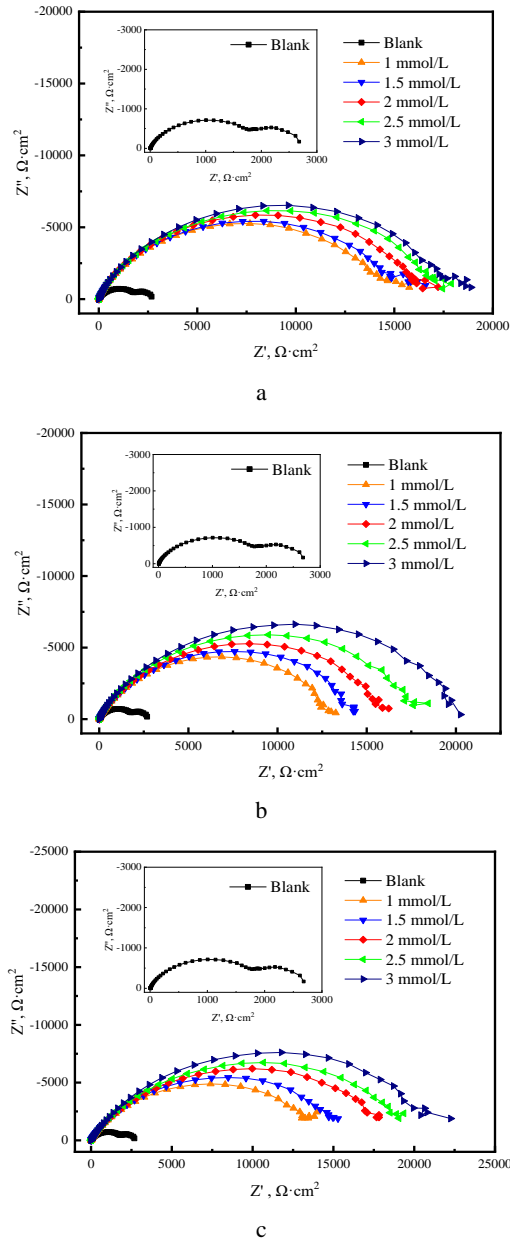 -20000
-15000
-10000
-5000
0
Z'', Ω·cm²
0
5000
10000
15000
20000
Z', Ω·cm²
-3000
-2000
-1000
0
Z'', Ω·cm²
0
1000
2000
3000
Z', Ω·cm²
Blank
Blank
1 mmol/L
1.5 mmol/L
2 mmol/L
2.5 mmol/L
3 mmol/L
a
-20000
-15000
-10000
-5000
0
Z'', Ω·cm²
0
5000
10000
15000
20000
Z', Ω·cm²
-3000
-2000
-1000
0
Z'', Ω·cm²
0
1000
2000
3000
Z', Ω·cm²
Blank
Blank
1 mmol/L
1.5 mmol/L
2 mmol/L
2.5 mmol/L
3 mmol/L
b
-25000
-20000
-15000
-10000
-5000
0
Z'', Ω·cm²
0
5000
10000
15000
20000
25000
Z' , Ω·cm²
-3000
-2000
-1000
0
Z'', Ω·cm²
0
1000
2000
3000
Z', Ω·cm²
Blank
Blank
1 mmol/L
1.5 mmol/L
2 mmol/L
2.5 mmol/L
3 mmol/L
c